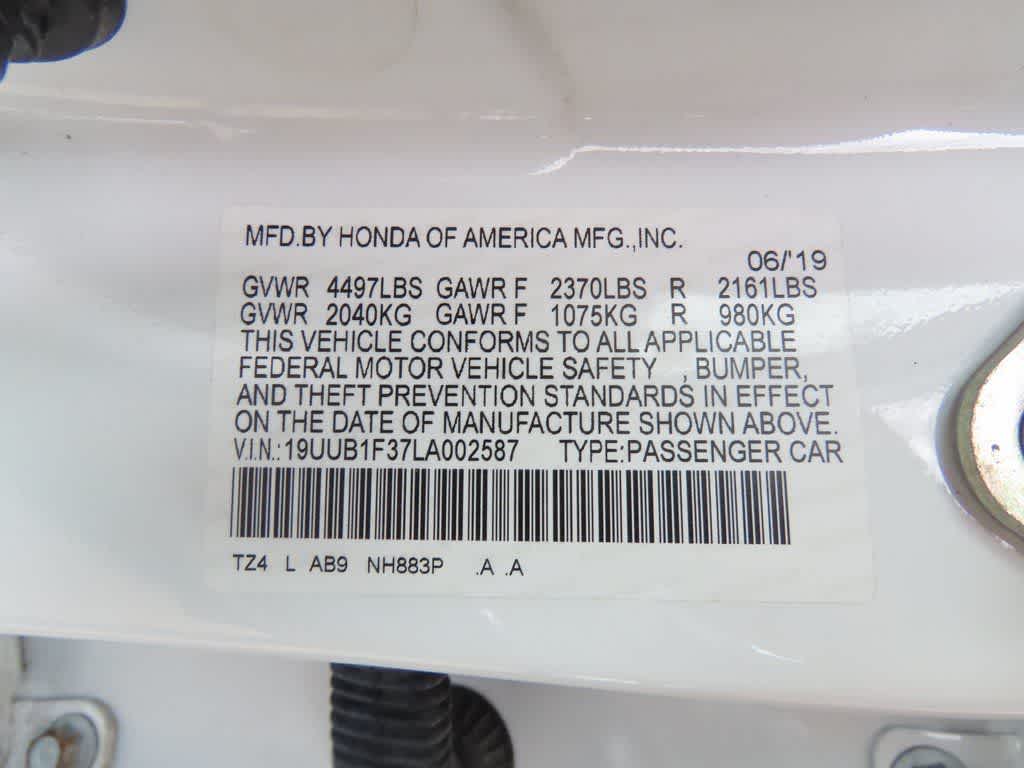 MFD.BY HONDA OF AMERICA MFG.,INC.
06/'19
GVWR 4497LBS GAWR F 2370LBS R 2161LBS
GVWR 2040KG GAWR F 1075KG R 980KG
THIS VEHICLE CONFORMS TO ALL APPLICABLE
FEDERAL MOTOR VEHICLE SAFETY , BUMPER,
AND THEFT PREVENTION STANDARDS IN EFFECT
ON THE DATE OF MANUFACTURE SHOWN ABOVE.
V.I.N.:19UUB1F37LA002587 TYPE:PASSENGER CAR
TZ4 L AB9 NH883P .A .A